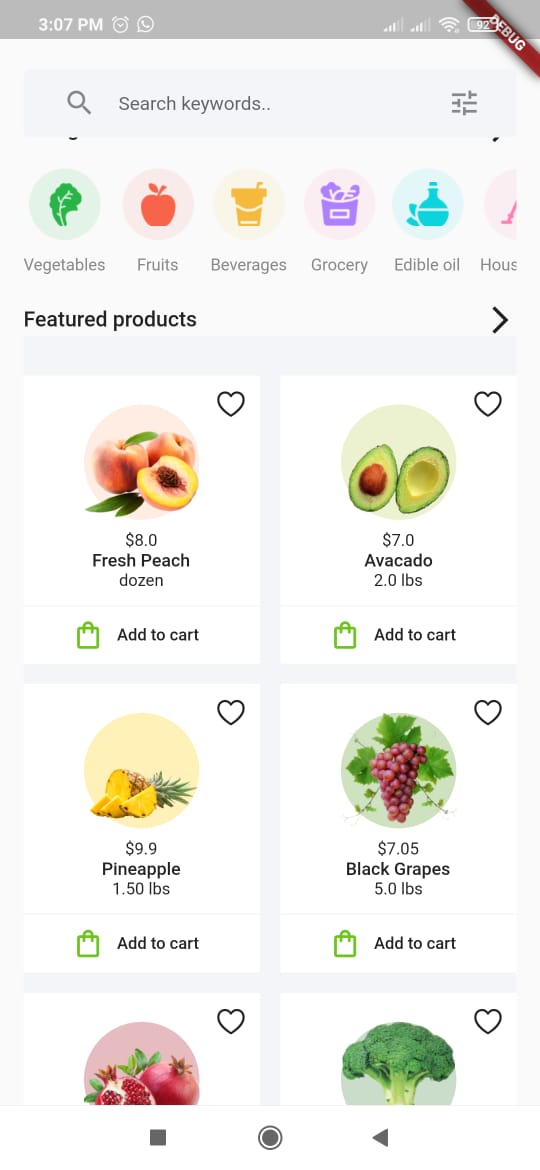 3:07 PM
92
DEBUG
Search keywords..
Vegetables
Fruits
Beverages
Grocery
Edible oil
Hous
Featured products
$8.0
Fresh Peach
dozen
Add to cart
$7.0
Avacado
2.0 lbs
Add to cart
$9.9
Pineapple
1.50 lbs
Add to cart
$7.05
Black Grapes
5.0 lbs
Add to cart